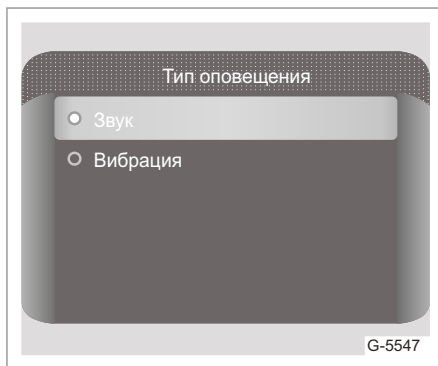 Тип оповещения
Звук
Вибрация
G-5547